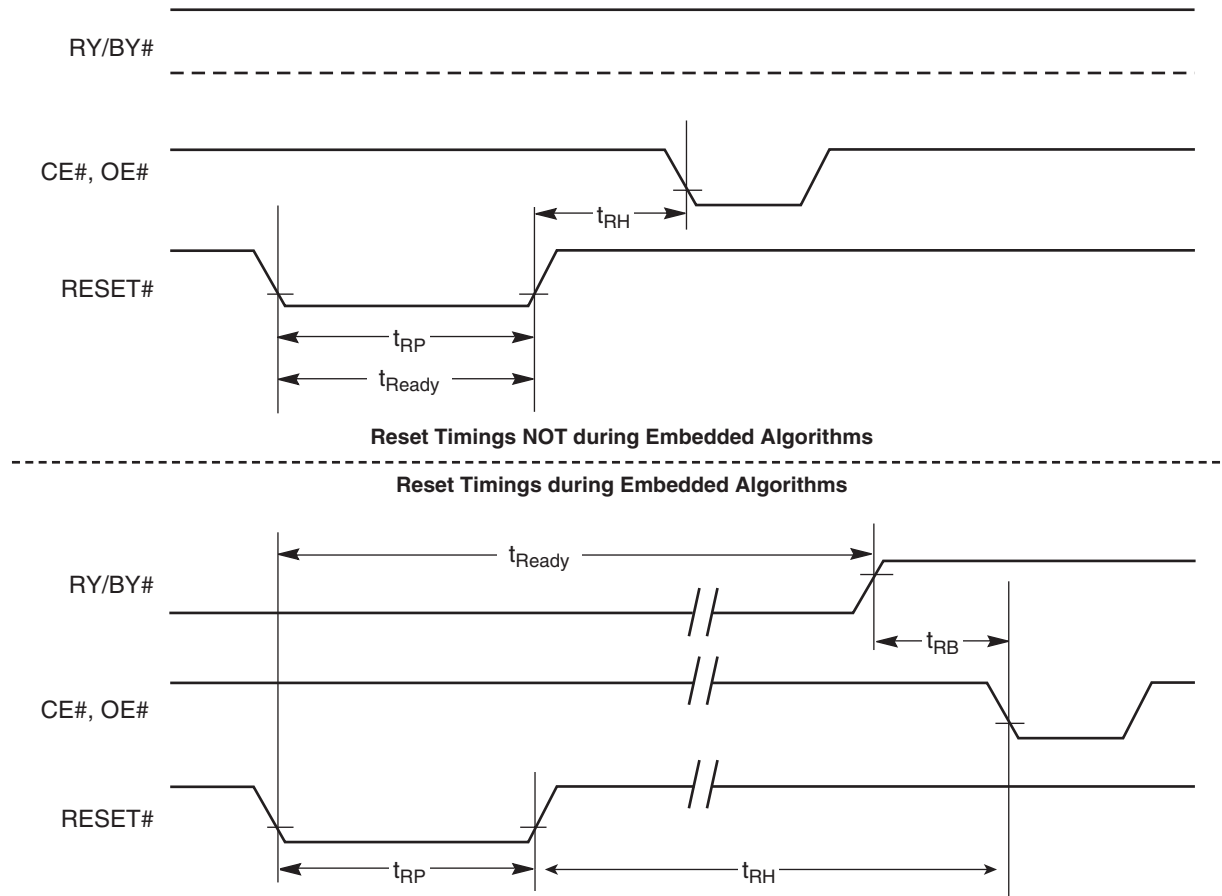 RY/BY#
CE#, OE#
tRH
RESET#
tRP
tReady
Reset Timings NOT during Embedded Algorithms
Reset Timings during Embedded Algorithms
tReady
RY/BY#
tRB
CE#, OE#
RESET#
tRP
tRH